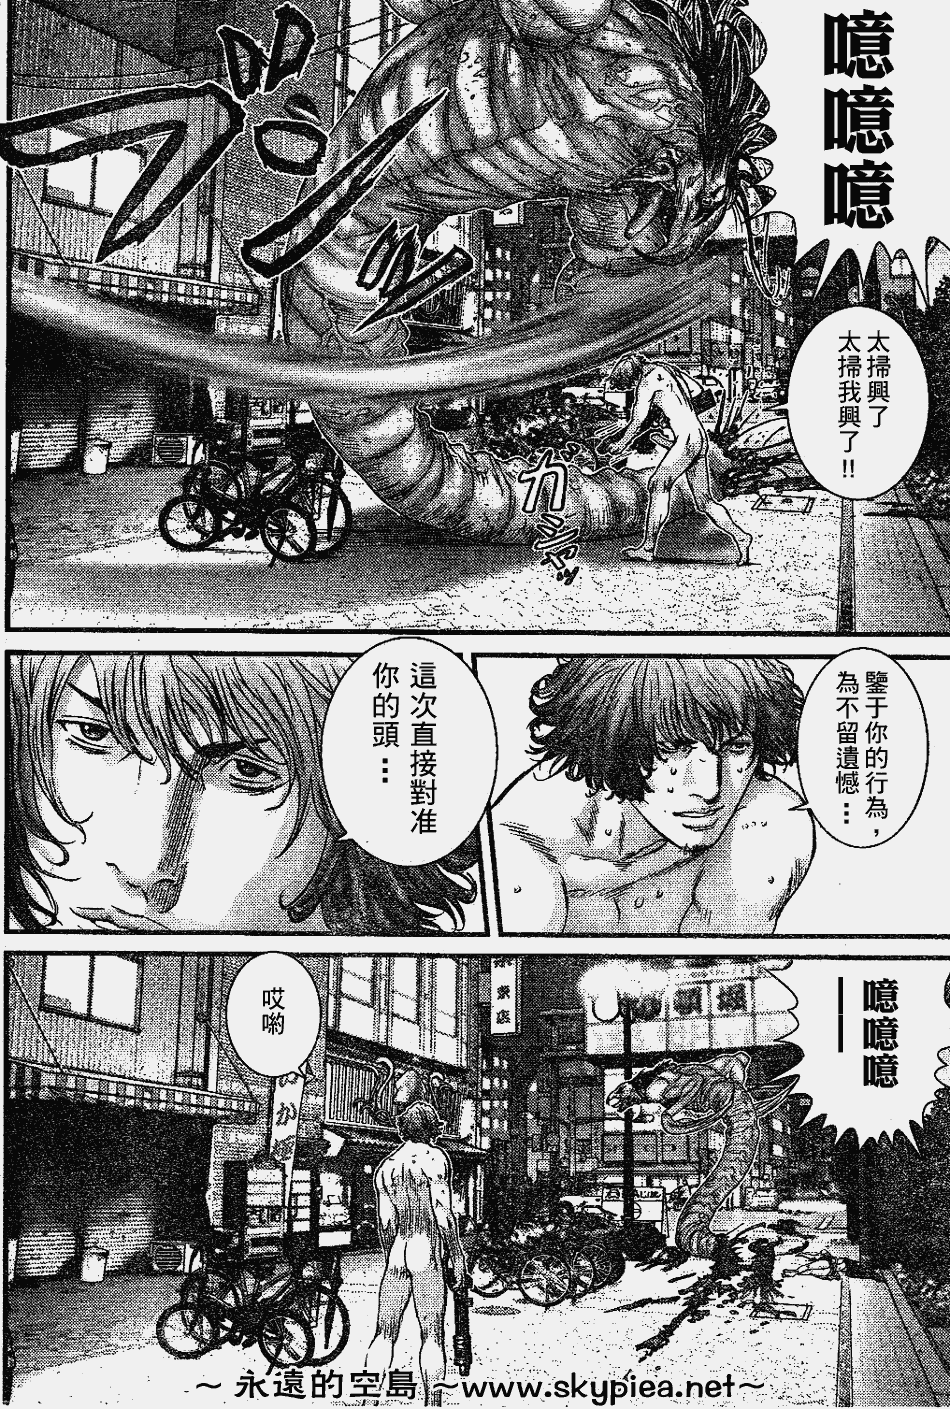 噫噫噫
太掃興了
太掃我興了!!
ブン
ガシャッ
鑒于你的行為,
為不留遺憾…
這次直接對准
你的頭…
噫噫噫
——
哎喲
~ 永遠的空島 ~www.skypiea.net~